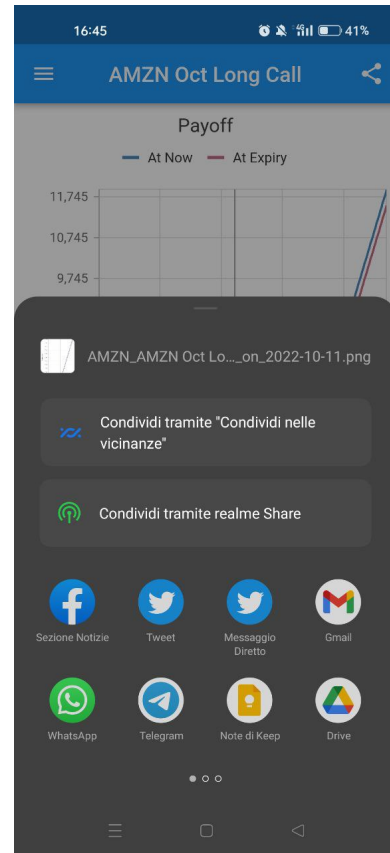 16:45
41%
AMZN Oct Long Call
Payoff
At Now At Expiry
11,745
10,745
9,745
AMZN_AMZN Oct Lo..._on_2022-10-11.png
Condividi tramite "Condividi nelle
vicinanze"
Condividi tramite realme Share
Sezione Notizie Tweet Messaggio Gmail
Diretto
WhatsApp Telegram Note di Keep Drive